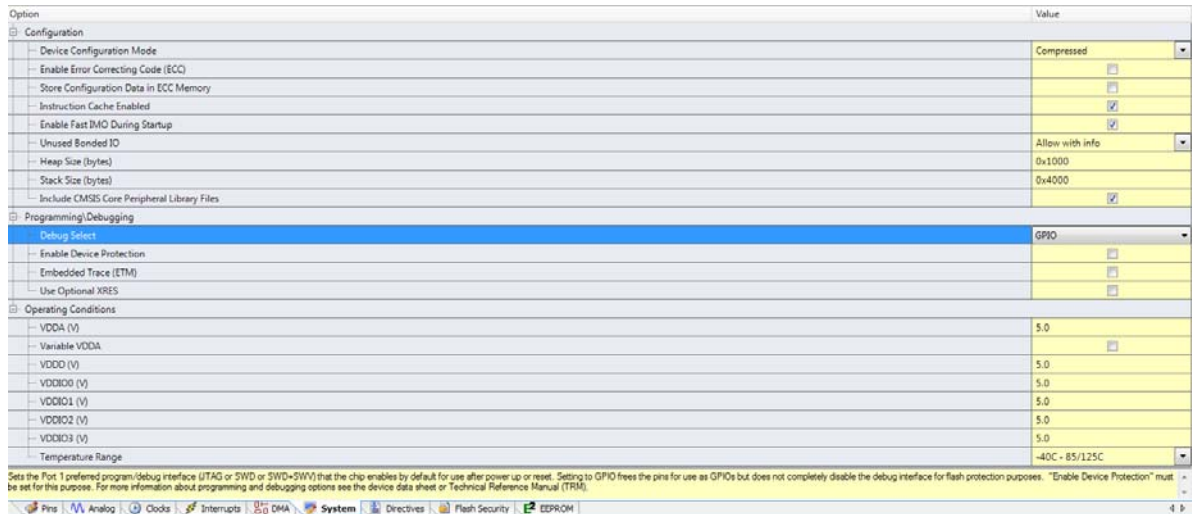 Option Value
Configuration
Device Configuration Mode Compressed
Enable Error Correcting Code (ECC)
Store Configuration Data in ECC Memory
Instruction Cache Enabled
Enable Fast IMO During Startup
Unused Bonded IO Allow with info
Heap Size (bytes) 0x1000
Stack Size (bytes) 0x4000
Include CMSIS Core Peripheral Library Files
Programming\Debugging
Debug Select GPIO
Enable Device Protection
Embedded Trace (ETM)
Use Optional XRES
Operating Conditions
VDDA (V) 5.0
Variable VDDA
VDDD (V) 5.0
VDDIO0 (V) 5.0
VDDIO1 (V) 5.0
VDDIO2 (V) 5.0
VDDIO3 (V) 5.0
Temperature Range -40C - 85/125C
Sets the Port 1 preferred program/debug interface (JTAG or SWD or SWD+SWV) that the chip enables by default for use after power up or reset. Setting to GPIO frees the pins for use as GPIOs but does not completely disable the debug interface for flash protection purposes. "Enable Device Protection" must
be set for this purpose. For more information about programming and debugging options see the device data sheet or Technical Reference Manual (TRM).
Pins Analog Clocks Interrupts DMA System Directives Flash Security EEPROM